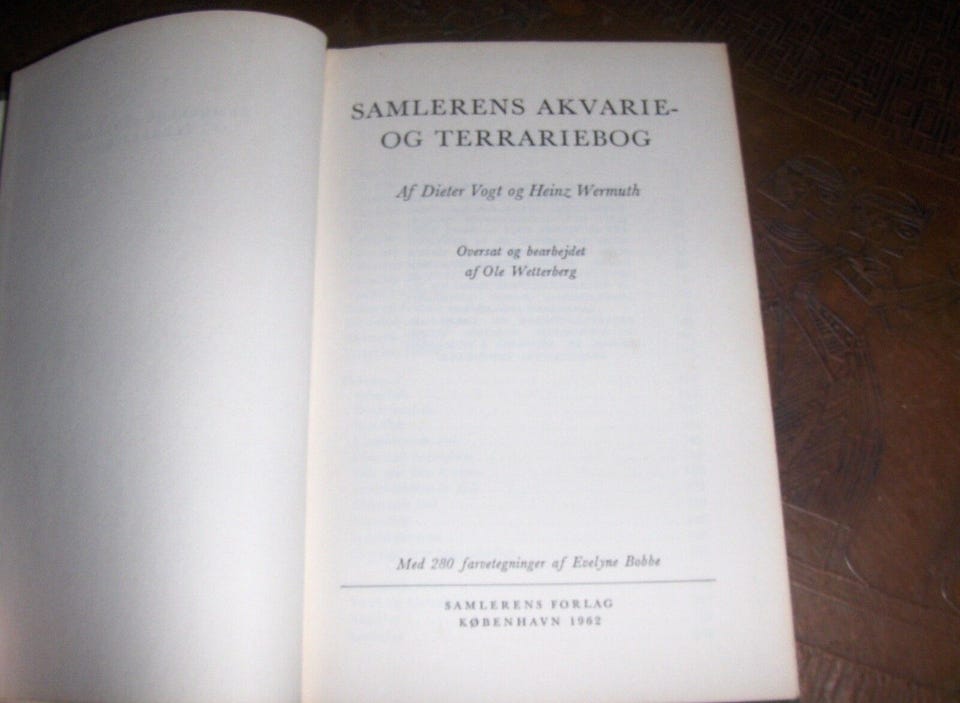 SAMLERENS AKVARIE-
OG TERRARIEBOG
Af Dieter Vogt og Heinz Wermuth
Oversat og bearbejdet
af Ole Wetterberg
Med 280 farvetegninger af Evelyne Bobbe
SAMLERENS FORLAG
KØBENHAVN 1962